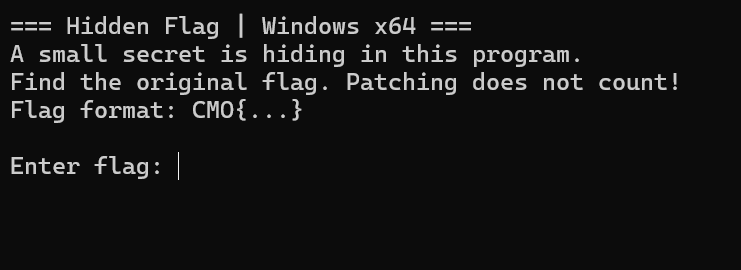 === Hidden Flag | Windows x64 ===
A small secret is hiding in this program.
Find the original flag. Patching does not count!
Flag format: CMO{...}
Enter flag: